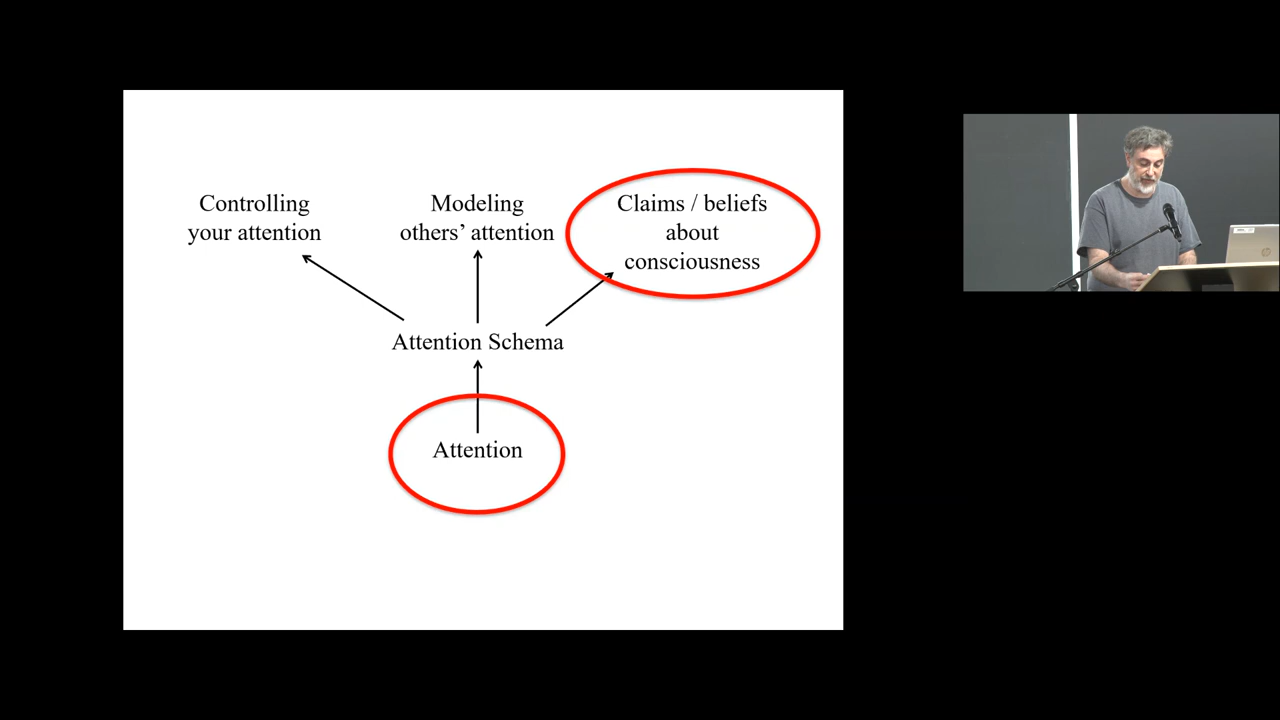 Controlling
your attention
Modeling
others’ attention
Claims / beliefs
about
consciousness
Attention Schema
Attention